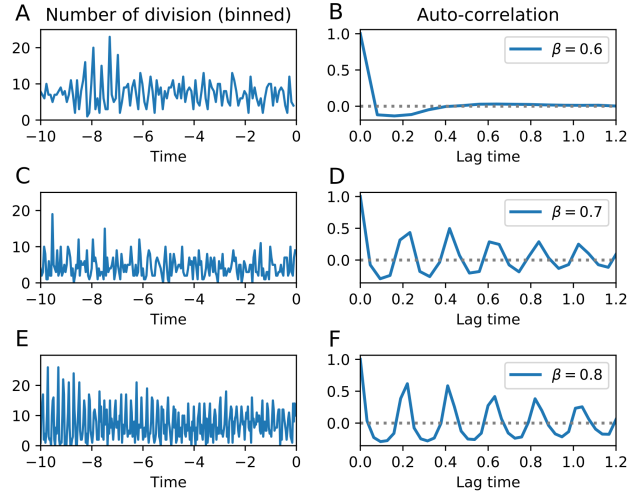 A Number of division (binned)
B Auto-correlation
20
10
0
−10 −8 −6 −4 −2 0
Time
1.0
0.5
0.0
β = 0.6
0.0 0.2 0.4 0.6 0.8 1.0 1.2
Lag time
C
20
10
0
−10 −8 −6 −4 −2 0
Time
D
1.0
0.5
0.0
β = 0.7
0.0 0.2 0.4 0.6 0.8 1.0 1.2
Lag time
E
20
10
0
−10 −8 −6 −4 −2 0
Time
F
1.0
0.5
0.0
β = 0.8
0.0 0.2 0.4 0.6 0.8 1.0 1.2
Lag time